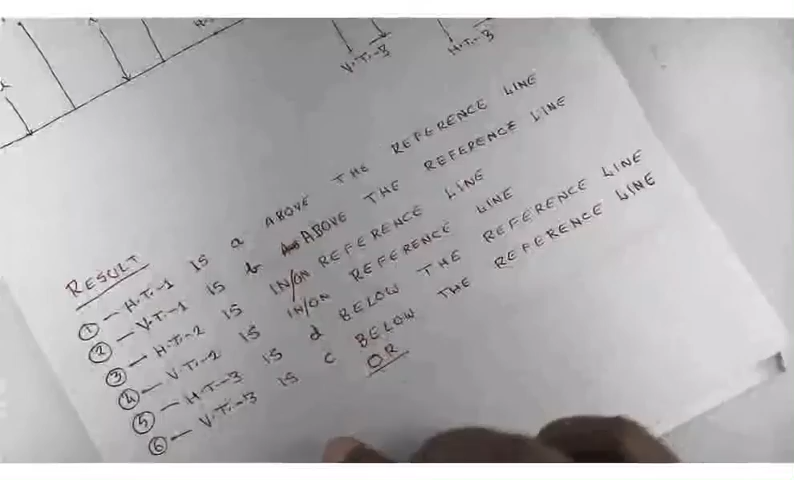 V.T.-3
H.T.-3
RESULT
① — H.T.-1 IS a ABOVE THE REFERENCE LINE
② — V.T.-1 IS b ABOVE THE REFERENCE LINE
③ — H.T.-2 IS IN/ON REFERENCE LINE
④ — V.T.-2 IS IN/ON REFERENCE LINE
⑤ — H.T.-3 IS d BELOW THE REFERENCE LINE
⑥ — V.T.-3 IS c BELOW THE REFERENCE LINE
OR